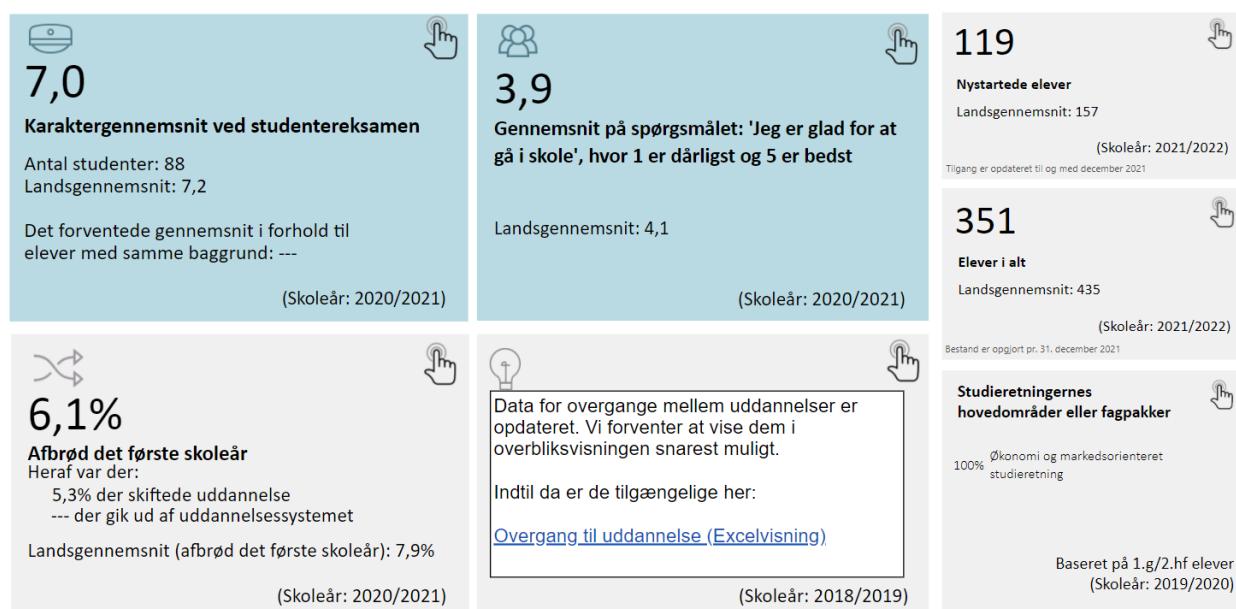 7,0
Karaktergennemsnit ved studentereksamen
Antal studenter: 88
Landsgennemsnit: 7,2
Det forventede gennemsnit i forhold til
elever med samme baggrund: ---
(Skoleår: 2020/2021)
3,9
Gennemsnit på spørgsmålet: 'Jeg er glad for at
gå i skole', hvor 1 er dårligst og 5 er bedst
Landsgennemsnit: 4,1
(Skoleår: 2020/2021)
119
Nystartede elever
Landsgennemsnit: 157
(Skoleår: 2021/2022)
Tilgang er opdateret til og med december 2021
351
Elever i alt
Landsgennemsnit: 435
(Skoleår: 2021/2022)
Bestand er opgjort pr. 31. december 2021
6,1%
Afbrød det første skoleår
Heraf var der:
5,3% der skiftede uddannelse
--- der gik ud af uddannelsessystemet
Landsgennemsnit (afbrød det første skoleår): 7,9%
(Skoleår: 2020/2021)
Data for overgange mellem uddannelser er
opdateret. Vi forventer at vise dem i
overbliksvisningen snarest muligt.
Indtil da er de tilgængelige her:
Overgang til uddannelse (Excelvisning)
(Skoleår: 2018/2019)
Studieretningernes
hovedområder eller fagpakker
100% Økonomi og markedsorienteret
studieretning
Baseret på 1.g/2.hf elever
(Skoleår: 2019/2020)